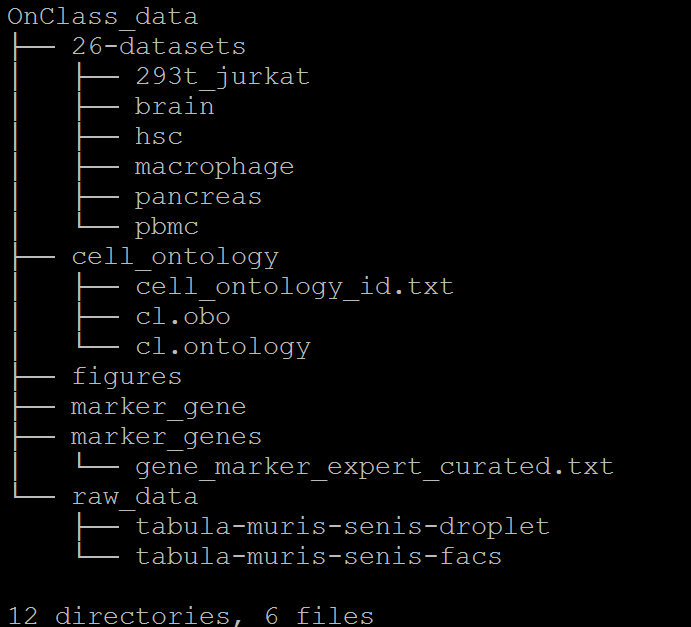 OnClass_data
├── 26-datasets
│   ├── 293t_jurkat
│   ├── brain
│   ├── hsc
│   ├── macrophage
│   ├── pancreas
│   └── pbmc
├── cell_ontology
│   ├── cell_ontology_id.txt
│   ├── cl.obo
│   └── cl.ontology
├── figures
├── marker_gene
├── marker_genes
│   └── gene_marker_expert_curated.txt
└── raw_data
    ├── tabula-muris-senis-droplet
    └── tabula-muris-senis-facs

12 directories, 6 files